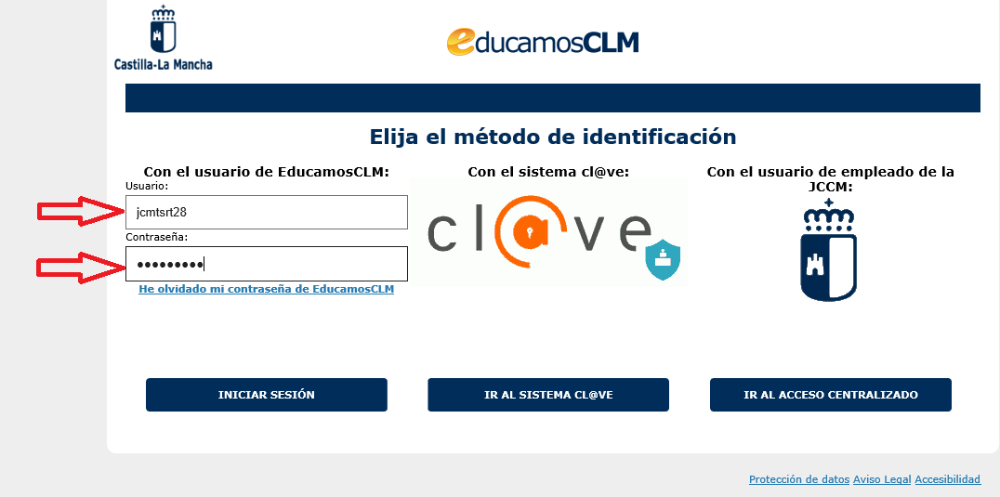 Castilla-La Mancha
educamosCLM
Elija el método de identificación
Con el usuario de EducamosCLM:
Usuario:
jcmtsrt28
Contraseña:
●●●●●●●●●
He olvidado mi contraseña de EducamosCLM
INICIAR SESIÓN
Con el sistema cl@ve:
cl@ve
IR AL SISTEMA CL@VE
Con el usuario de empleado de la
JCCM:
IR AL ACCESO CENTRALIZADO
Protección de datos Aviso Legal Accesibilidad